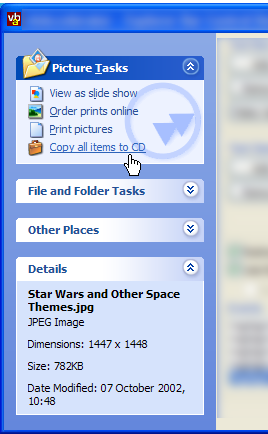 Picture Tasks
View as slide show
Order prints online
Print pictures
Copy all items to CD
File and Folder Tasks
Other Places
Details
Star Wars and Other Space
Themes.jpg
JPEG Image
Dimensions: 1447 x 1448
Size: 782KB
Date Modified: 07 October 2002,
10:48